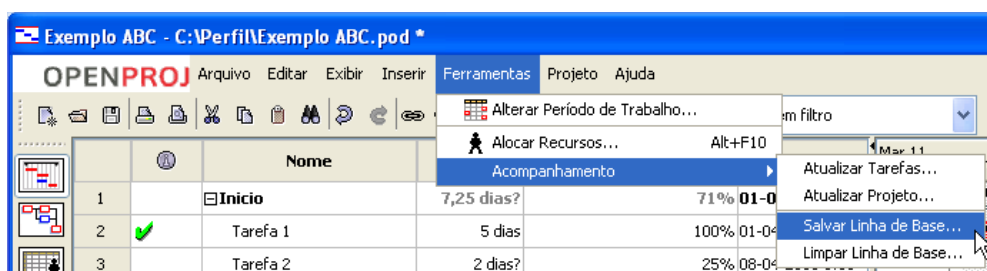 Exemplo ABC - C:\Perfil\Exemplo ABC.pod *
OPENPROJ Arquivo Editar Exibir Inserir Ferramentas Projeto Ajuda
Alterar Período de Trabalho...
m filtro
Alocar Recursos... Alt+F10
Mar 11
Nome
Acompanhamento
Atualizar Tarefas...
1 Início 7,25 dias? 71% 01-0
Atualizar Projeto...
2 Tarefa 1 5 dias 100% 01-04
Salvar Linha de Base...
3 Tarefa 2 2 dias? 25% 08-04
Limpar Linha de Base...